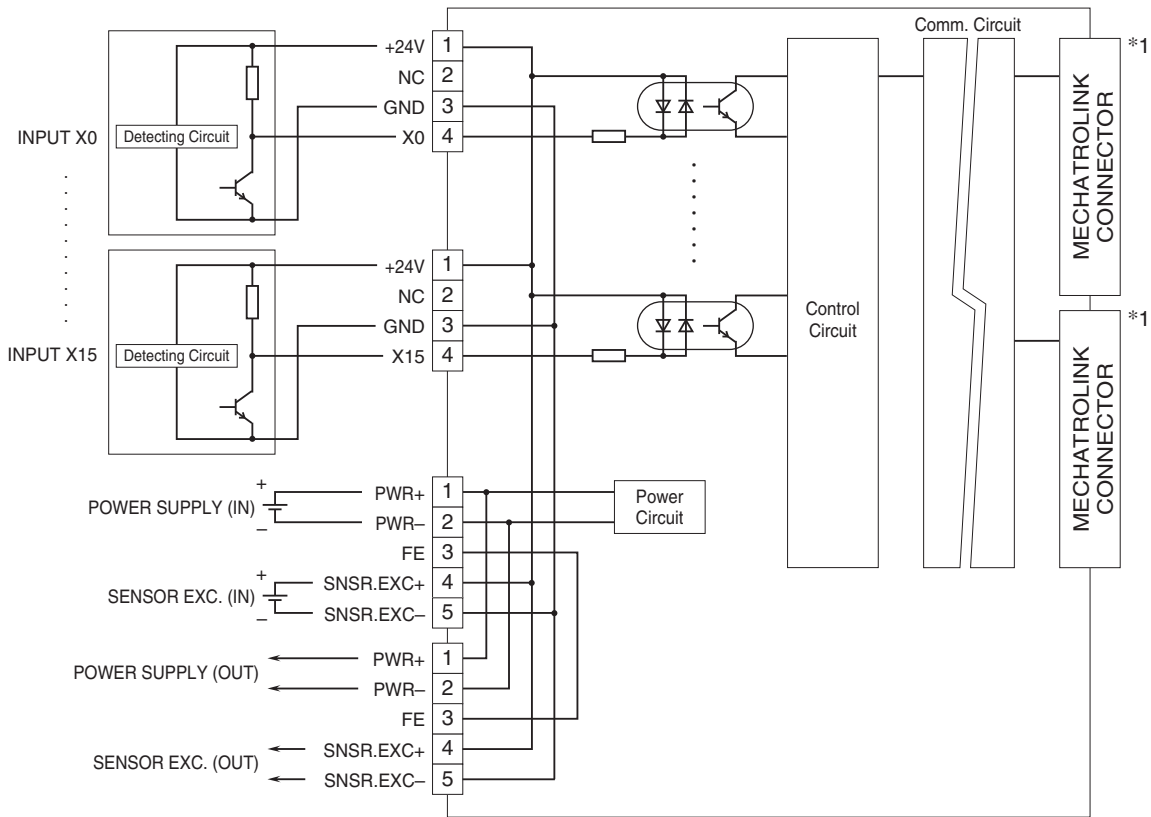 Comm. Circuit
*1
+24V 1
NC 2
GND 3
X0 4
INPUT X0
Detecting Circuit
MECHATROLINK
CONNECTOR
+24V 1
NC 2
GND 3
X15 4
INPUT X15
Detecting Circuit
Control
Circuit
*1
MECHATROLINK
CONNECTOR
POWER SUPPLY (IN)
+
–
PWR+ 1
PWR– 2
FE 3
Power
Circuit
SENSOR EXC. (IN)
+
–
SNSR.EXC+ 4
SNSR.EXC– 5
POWER SUPPLY (OUT)
PWR+ 1
PWR– 2
FE 3
SENSOR EXC. (OUT)
SNSR.EXC+ 4
SNSR.EXC– 5